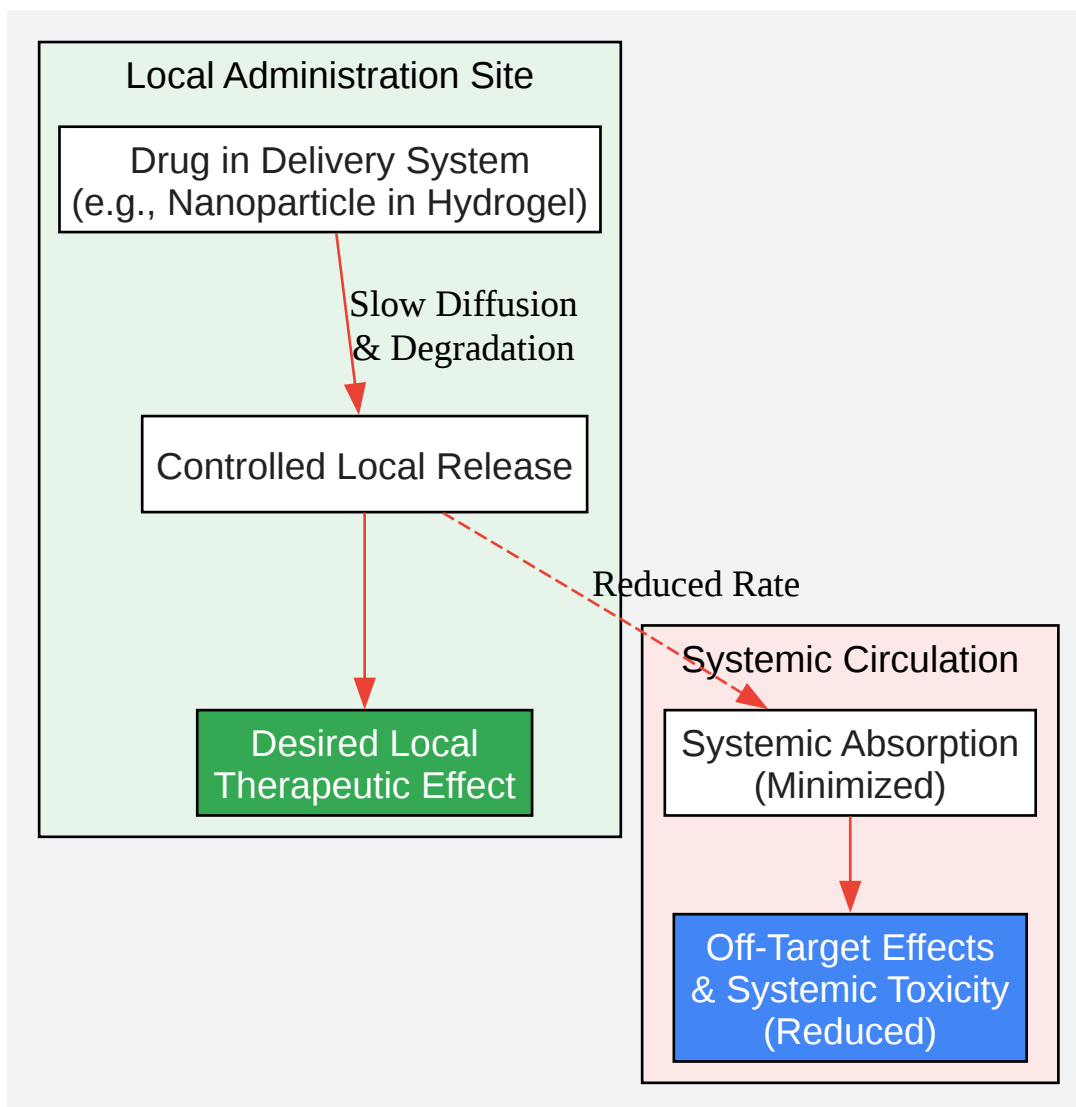 Local Administration Site
Drug in Delivery System
(e.g., Nanoparticle in Hydrogel)
Slow Diffusion
& Degradation
Controlled Local Release
Reduced Rate
Desired Local
Therapeutic Effect
Systemic Circulation
Systemic Absorption
(Minimized)
Off-Target Effects
& Systemic Toxicity
(Reduced)